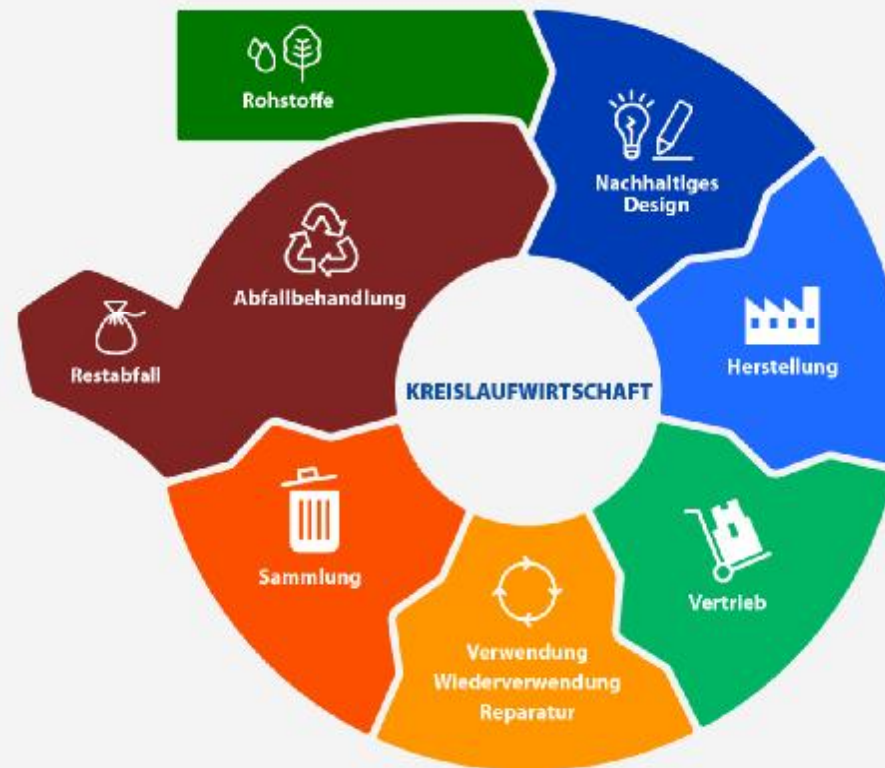 Rohstoffe
Nachhaltiges
Design
Herstellung
Vertrieb
Verwendung
Wiederverwendung
Reparatur
Sammlung
Abfallbehandlung
Restabfall
KREISLAUFWIRTSCHAFT